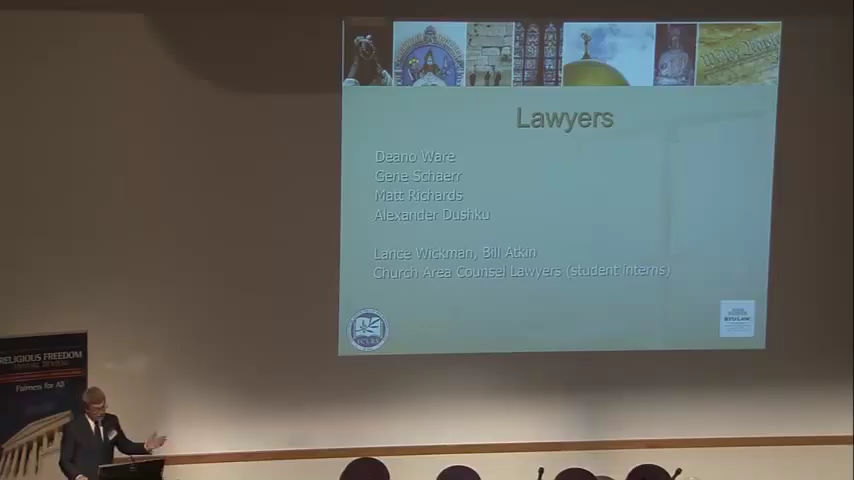 Lawyers
Deano Ware
Gene Schaerr
Matt Richards
Alexander Dushku
Lance Wickman, Bill Atkin
Church Area Counsel Lawyers (student interns)
ICLRS
RELIGIOUS FREEDOM
Fairness for All